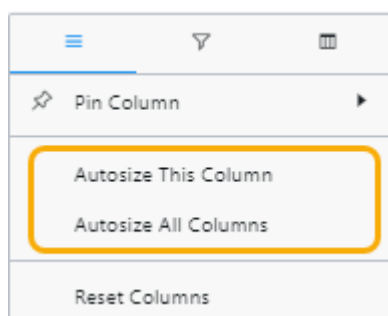 Pin Column
Autosize This Column
Autosize All Columns
Reset Columns